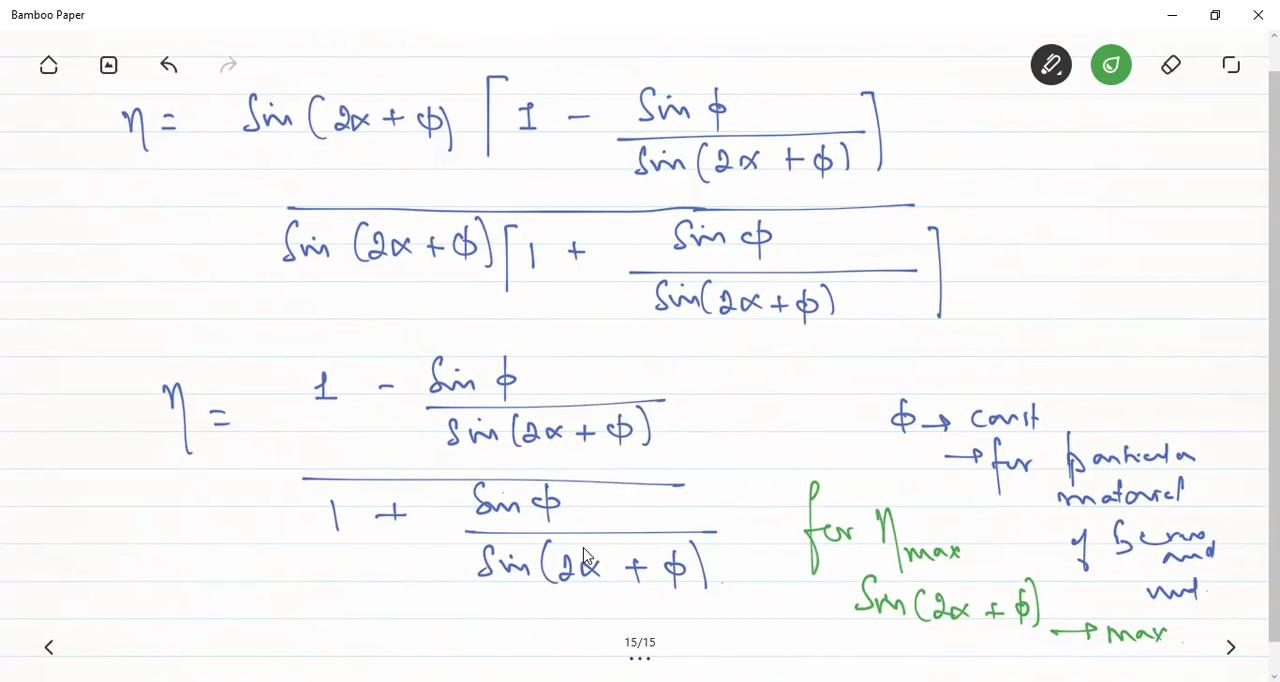 Bamboo Paper
η = Sin (2α + φ) [ 1 - Sin φ / Sin (2α + φ) ]
Sin (2α + φ) [ 1 + Sin φ / Sin(2α + φ) ]
η = 1 - Sin φ / Sin (2α + φ)
1 + Sin φ / Sin (2α + φ)
φ → const
→ for particular
material
of Screw
and
nut.
for ηmax
Sin (2α + φ)
→ max
15/15